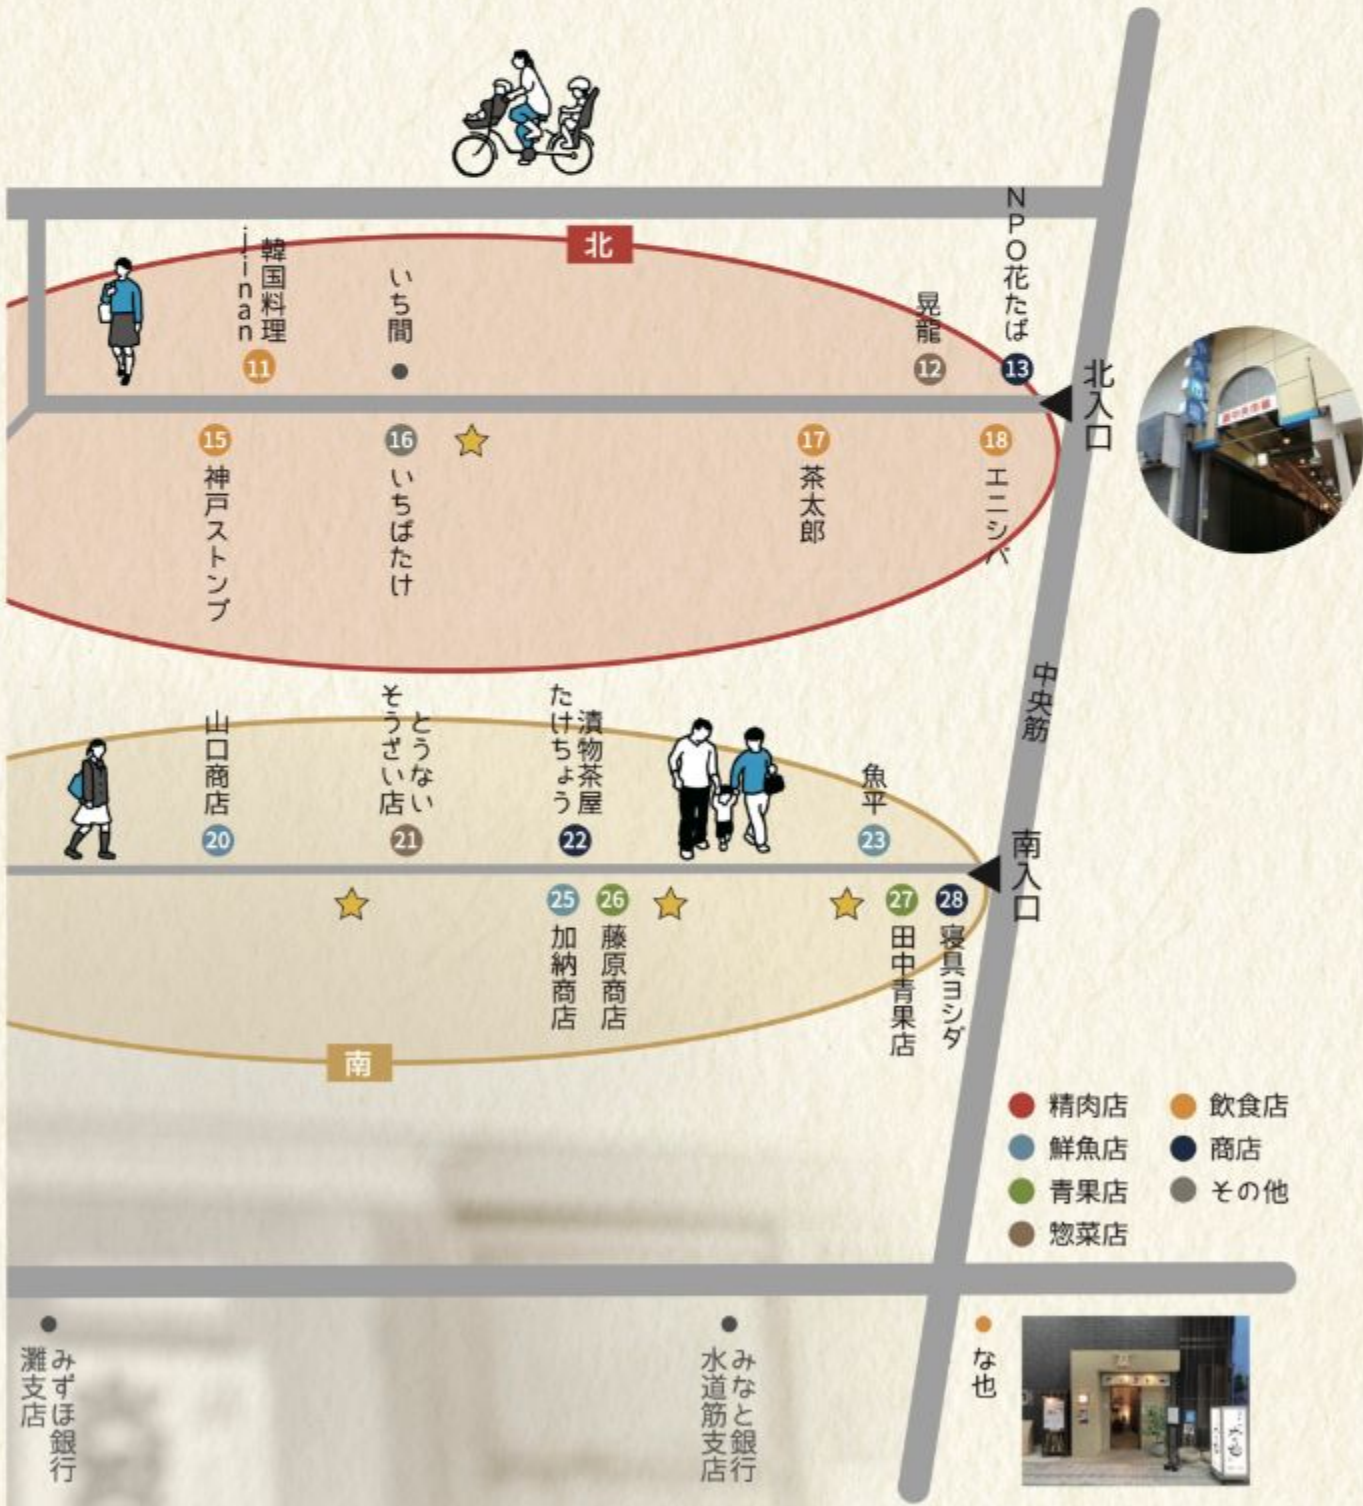 北
韓国料理
jinan
11
いち間
晃龍
12
NPO花たば
13
北入口
15
神戸ストンプ
16
いちばたけ
17
茶太郎
18
エニシバ
中央筋
山口商店
20
とうない
そうざい店
21
漬物茶屋
たけちょう
22
魚平
23
南入口
25
加納商店
26
藤原商店
27
田中青果店
28
寝具ヨシダ
南
精肉店
飲食店
鮮魚店
商店
青果店
その他
惣菜店
みずほ銀行
灘支店
みなと銀行
水道筋支店
な也